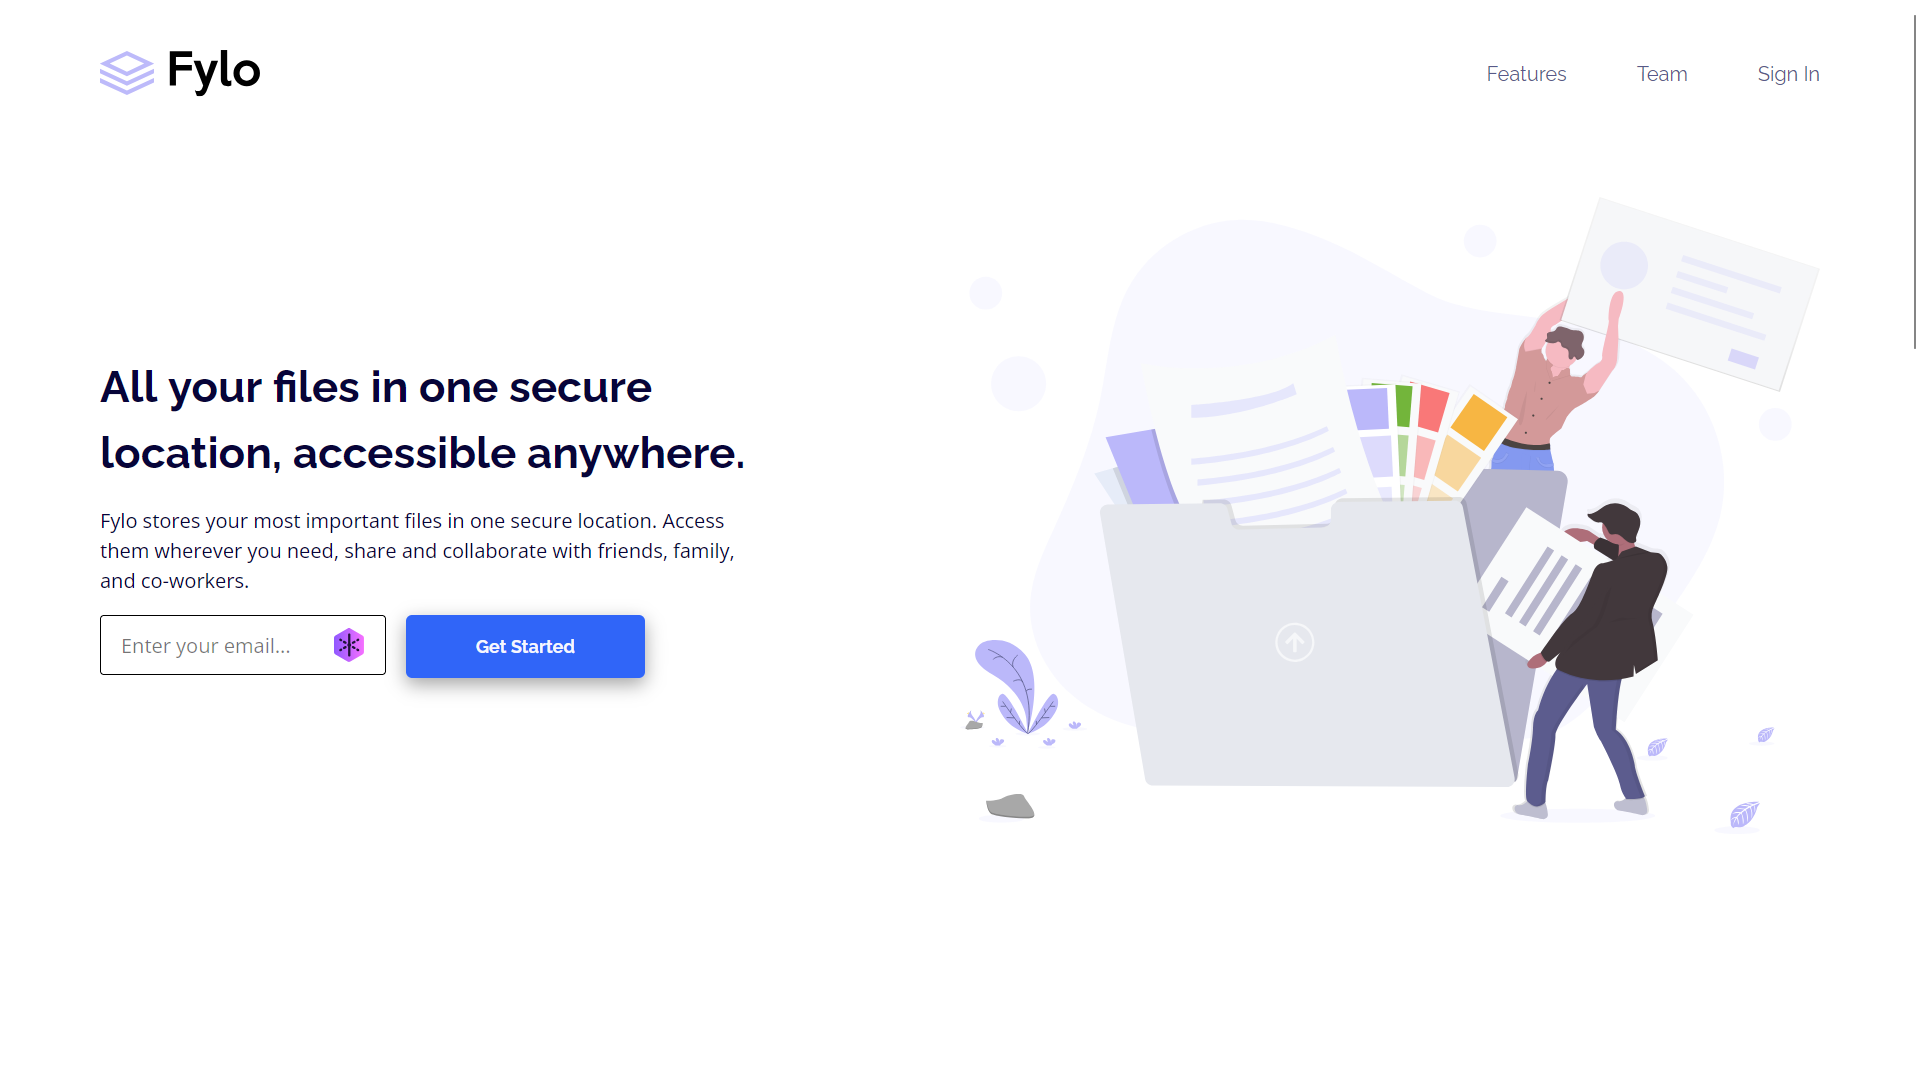 Fylo
Features
Team
Sign In
All your files in one secure
location, accessible anywhere.
Fylo stores your most important files in one secure location. Access
them wherever you need, share and collaborate with friends, family,
and co-workers.
Enter your email...
Get Started